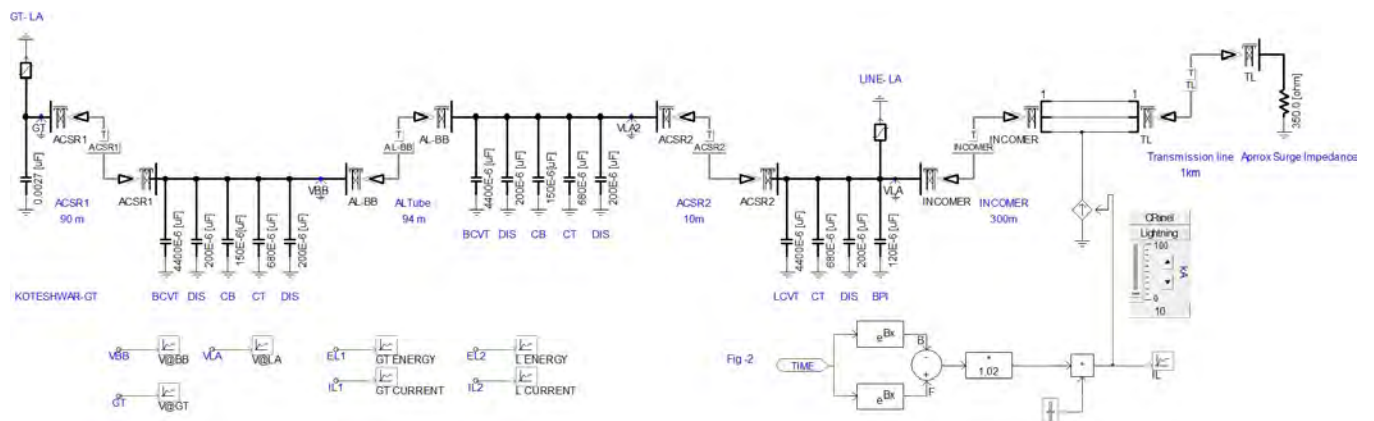 GT- LA
GT
0.0027 [uF]
ACSR1
T
ACSR1
ACSR1
ACSR1
90 m
KOTESHWAR-GT
4400E-6 [uF]
200E-6 [uF]
150E-6[uF]
680E-6 [uF]
200E-6 [uF]
BCVT DIS CB CT DIS
VBB
AL-BB
T
AL-BB
AL-BB
ALTube
94 m
4400E-6 [uF]
200E-6 [uF]
150E-6[uF]
680E-6 [uF]
200E-6 [uF]
BCVT DIS CB CT DIS
VLA2
ACSR2
T
ACSR2
ACSR2
ACSR2
10m
LINE- LA
VLA
4400E-6 [uF]
680E-6 [uF]
200E-6 [uF]
120E-6 [uF]
LCVT CT DIS BPI
INCOMER
T
INCOMER
INCOMER
INCOMER
300m
1
1
TL
T
TL
TL
350.0 [ohm]
Transmission line Aprrox Surge Impedance
1km
CPanel
Lightning
100
0
10
KA
VBB
V@BB
VLA
V@LA
EL1
GT ENERGY
EL2
L ENERGY
GT
V@GT
IL1
GT CURRENT
IL2
L CURRENT
Fig -2
TIME
eBx
eBx
B
-
+
F
*
1.02
*
IL